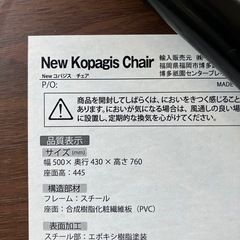 New Kopagis Chair
輸入販売元
New コパジス チェア
福岡県福岡市博多
博多祇園センタープレ
P/O:
MADE
商品を開封してしばらくは、においをきつく感じること
があります。においが気になる場合は、風通しの良い場
に設置し、定期的な換気を心がけてください。
品質表示
サイズ(mm)
幅 500× 奥行 430 × 高さ 760
座面高：445
構造部材
フレーム：スチール
座面：合成樹脂化粧繊維板（PVC）
表面加工
スチール部：エポキシ樹脂塗装